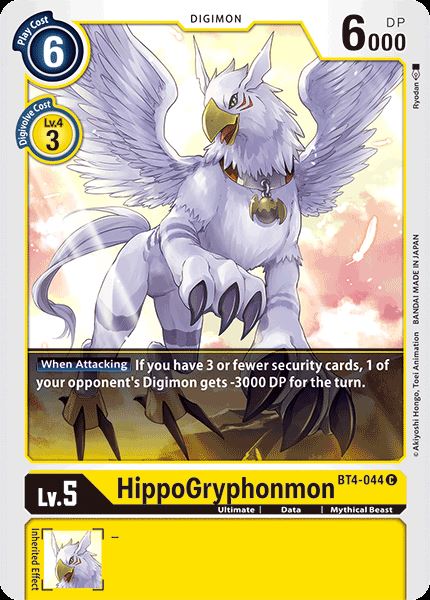 Play Cost
6
DIGIMON
DP
6000
Digivolve Cost
Lv.4
3
Ryodan
When Attacking If you have 3 or fewer security cards, 1 of
your opponent's Digimon gets -3000 DP for the turn.
©Akiyoshi Hongo, Toei Animation BANDAI MADE IN JAPAN
BT4-044 C
Lv.5 HippoGryphonmon
Ultimate | Data | Mythical Beast
Inherited Effect
–